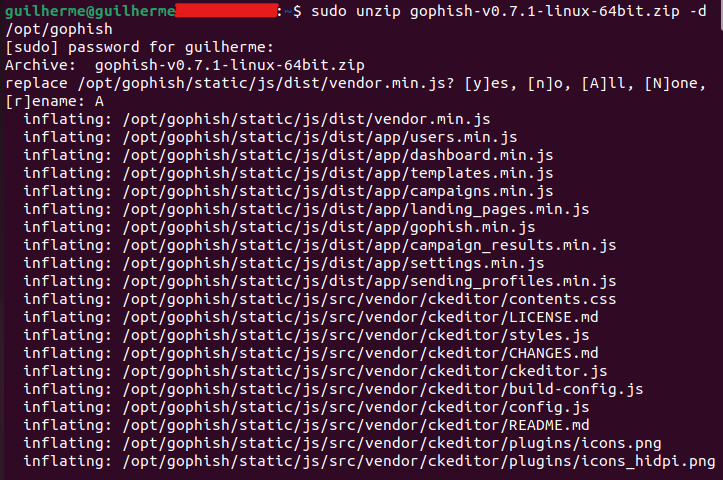 guilherme@guilherme:~$ sudo unzip gophish-v0.7.1-linux-64bit.zip -d
/opt/gophish
[sudo] password for guilherme:
Archive:  gophish-v0.7.1-linux-64bit.zip
replace /opt/gophish/static/js/dist/vendor.min.js? [y]es, [n]o, [A]ll, [N]one,
[r]ename: A
  inflating: /opt/gophish/static/js/dist/vendor.min.js
  inflating: /opt/gophish/static/js/dist/app/users.min.js
  inflating: /opt/gophish/static/js/dist/app/dashboard.min.js
  inflating: /opt/gophish/static/js/dist/app/templates.min.js
  inflating: /opt/gophish/static/js/dist/app/campaigns.min.js
  inflating: /opt/gophish/static/js/dist/app/landing_pages.min.js
  inflating: /opt/gophish/static/js/dist/app/gophish.min.js
  inflating: /opt/gophish/static/js/dist/app/campaign_results.min.js
  inflating: /opt/gophish/static/js/dist/app/settings.min.js
  inflating: /opt/gophish/static/js/dist/app/sending_profiles.min.js
  inflating: /opt/gophish/static/js/src/vendor/ckeditor/contents.css
  inflating: /opt/gophish/static/js/src/vendor/ckeditor/LICENSE.md
  inflating: /opt/gophish/static/js/src/vendor/ckeditor/styles.js
  inflating: /opt/gophish/static/js/src/vendor/ckeditor/CHANGES.md
  inflating: /opt/gophish/static/js/src/vendor/ckeditor/ckeditor.js
  inflating: /opt/gophish/static/js/src/vendor/ckeditor/build-config.js
  inflating: /opt/gophish/static/js/src/vendor/ckeditor/config.js
  inflating: /opt/gophish/static/js/src/vendor/ckeditor/README.md
  inflating: /opt/gophish/static/js/src/vendor/ckeditor/plugins/icons.png
  inflating: /opt/gophish/static/js/src/vendor/ckeditor/plugins/icons_hidpi.png